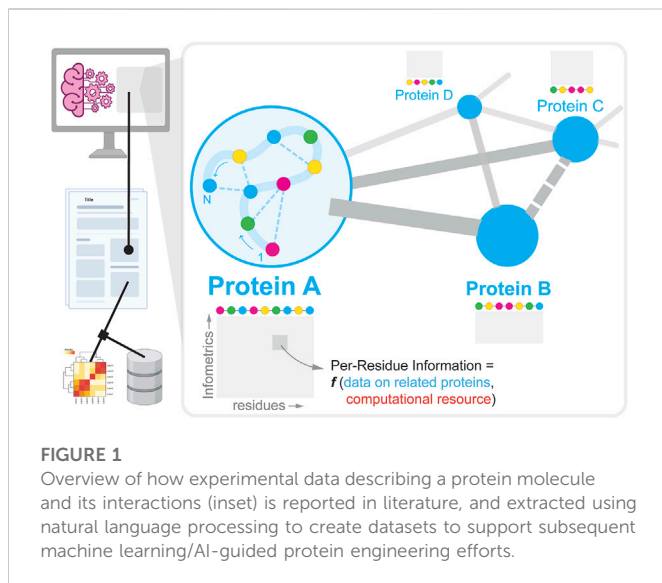 Title
Protein D
Protein C
N
1
Protein A
Protein B
Infometrics
residues
Per-Residue Information =
f (data on related proteins,
computational resource)
FIGURE 1
Overview of how experimental data describing a protein molecule
and its interactions (inset) is reported in literature, and extracted using
natural language processing to create datasets to support subsequent
machine learning/AI-guided protein engineering efforts.